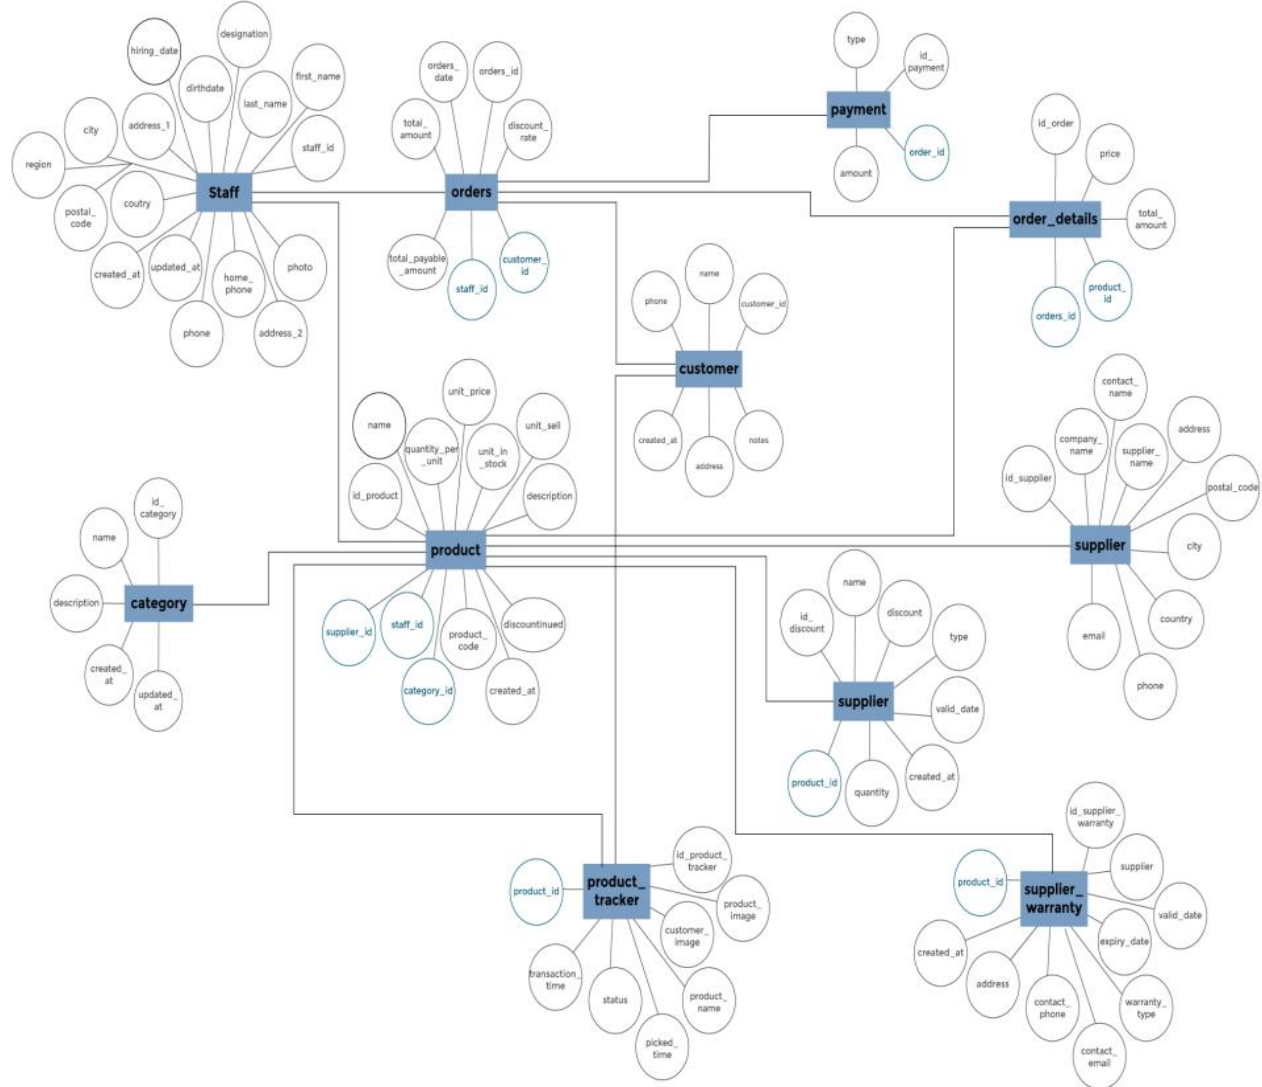 designation
hiring_date
dirthdate
first_name
last_name
address_1
city
staff_id
region
Staff
coutry
postal_
code
created_at
updated_at
home_
phone
photo
phone
address_2
orders_
date
orders_id
total_
amount
discount_
rate
orders
total_payable
_amount
staff_id
customer_
id
type
id_
payment
payment
order_id
amount
id_order
price
order_details
total_
amount
product_
id
orders_id
name
phone
customer_id
customer
created_at
address
notes
unit_price
name
quantity_per
_unit
unit_in
_stock
unit_sell
id_product
description
product
supplier_id
staff_id
product_
code
discountinued
category_id
created_at
id_
category
name
description
category
created_
at
updated_
at
contact_
name
company_
name
supplier_
name
address
id_supplier
postal_code
supplier
city
country
email
phone
name
id_
discount
discount
type
supplier
valid_date
product_id
quantity
created_at
id_product_
tracker
product_id
product_
tracker
product_
image
customer_
image
transaction_
time
status
product_
name
picked_
time
id_supplier_
warranty
supplier
product_id
supplier_
warranty
valid_date
expiry_date
created_at
address
contact_
phone
warranty_
type
contact_
email